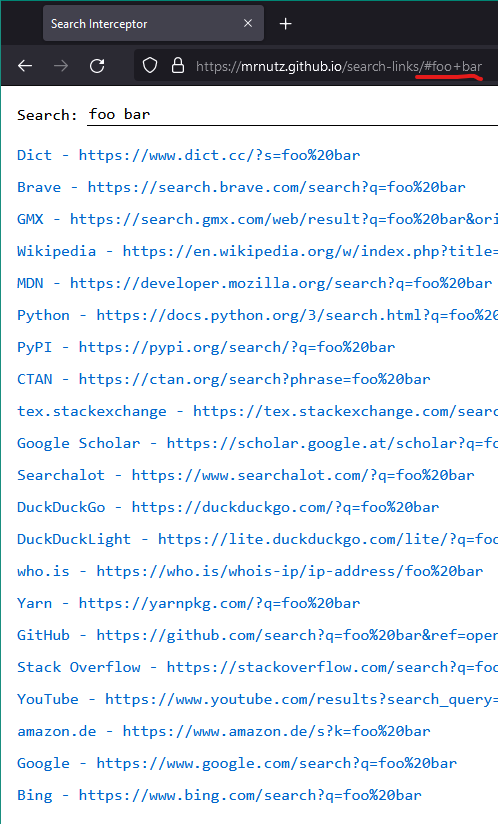 Search Interceptor
https://mrnutz.github.io/search-links/#foo+bar
Search: foo bar
Dict - https://www.dict.cc/?s=foo%20bar
Brave - https://search.brave.com/search?q=foo%20bar
GMX - https://search.gmx.com/web/result?q=foo%20bar&ori
Wikipedia - https://en.wikipedia.org/w/index.php?title=
MDN - https://developer.mozilla.org/search?q=foo%20bar
Python - https://docs.python.org/3/search.html?q=foo%20
PyPI - https://pypi.org/search/?q=foo%20bar
CTAN - https://ctan.org/search?phrase=foo%20bar
tex.stackexchange - https://tex.stackexchange.com/searc
Google Scholar - https://scholar.google.at/scholar?q=fo
Searchalot - https://www.searchalot.com/?q=foo%20bar
DuckDuckGo - https://duckduckgo.com/?q=foo%20bar
DuckDuckLight - https://lite.duckduckgo.com/lite/?q=foo
who.is - https://who.is/whois-ip/ip-address/foo%20bar
Yarn - https://yarnpkg.com/?q=foo%20bar
GitHub - https://github.com/search?q=foo%20bar&ref=oper
Stack Overflow - https://stackoverflow.com/search?q=foo
YouTube - https://www.youtube.com/results?search_query=
amazon.de - https://www.amazon.de/s?k=foo%20bar
Google - https://www.google.com/search?q=foo%20bar
Bing - https://www.bing.com/search?q=foo%20bar